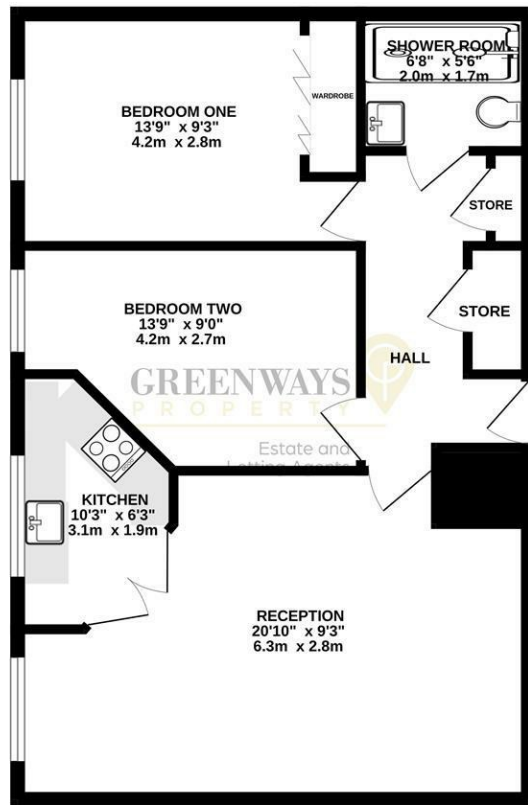 SHOWER ROOM
6'8" x 5'6"
2.0m x 1.7m
BEDROOM ONE
13'9" x 9'3"
4.2m x 2.8m
WARDROBE
STORE
BEDROOM TWO
13'9" x 9'0"
4.2m x 2.7m
STORE
HALL
GREENWAYS
PROPERTY
Estate and
Letting Agents
KITCHEN
10'3" x 6'3"
3.1m x 1.9m
RECEPTION
20'10" x 9'3"
6.3m x 2.8m